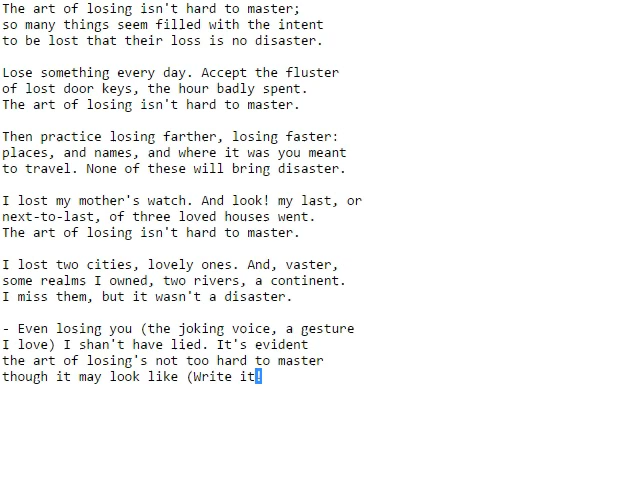 The art of losing isn't hard to master;
so many things seem filled with the intent
to be lost that their loss is no disaster.

Lose something every day. Accept the fluster
of lost door keys, the hour badly spent.
The art of losing isn't hard to master.

Then practice losing farther, losing faster:
places, and names, and where it was you meant
to travel. None of these will bring disaster.

I lost my mother's watch. And look! my last, or
next-to-last, of three loved houses went.
The art of losing isn't hard to master.

I lost two cities, lovely ones. And, vaster,
some realms I owned, two rivers, a continent.
I miss them, but it wasn't a disaster.

- Even losing you (the joking voice, a gesture
I love) I shan't have lied. It's evident
the art of losing's not too hard to master
though it may look like (Write it!